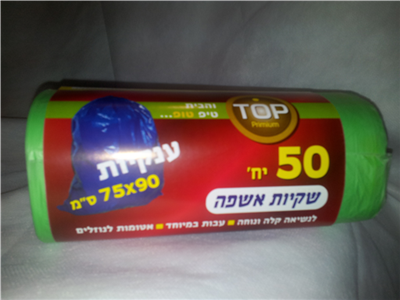 TOP
Premium
והבית...
טיפ טופ...
50 יח'
שקיות אשפה
ענקיות
75x90 ס"מ
לנשיאה קלה ונוחה ■ עבות במיוחד ■ אטומות לנוזלים